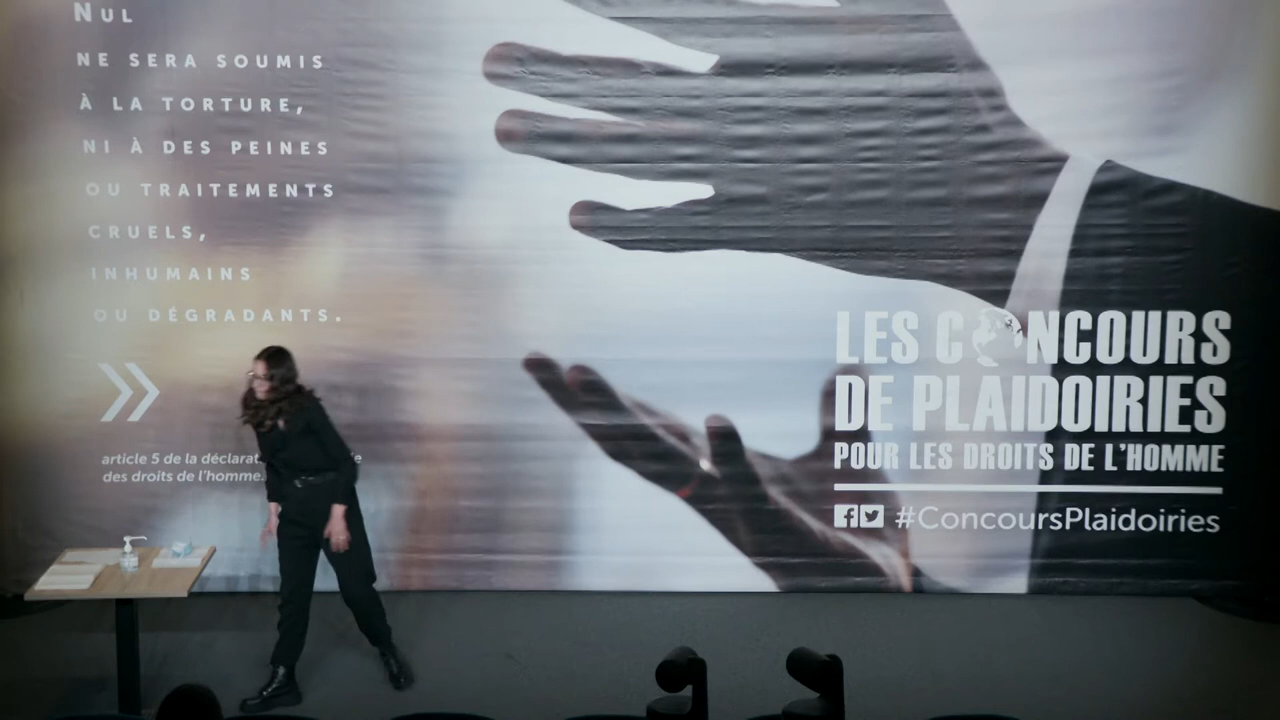 NUL
NE SERA SOUMIS
À LA TORTURE,
NI À DES PEINES
OU TRAITEMENTS
CRUELS,
INHUMAINS
OU DÉGRADANTS.
article 5 de la
des droits de l'homme.
LES CONCOURS
DE PLAIDOIRIES
POUR LES DROITS DE L'HOMME
#ConcoursPlaidoiries